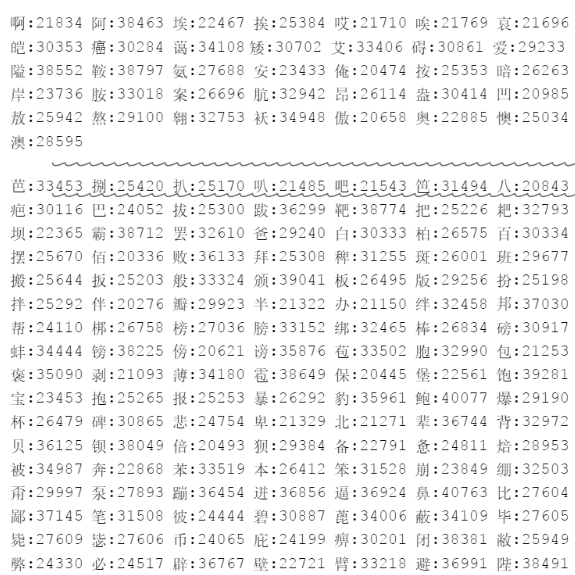 啊:21834 阿:38463 埃:22467 挨:25384 哎:21710 唉:21769 哀:21696
皑:30353 癌:30284 蔼:34108 矮:30702 艾:33406 碍:30861 爱:29233
隘:38552 鞍:38797 氨:27688 安:23433 俺:20474 按:25353 暗:26263
岸:23736 胺:33018 案:26696 肮:32942 昂:26114 盎:30414 凹:20985
敖:25942 熬:29100 翱:32753 袄:34948 傲:20658 奥:22885 懊:25034
澳:28595
芭:33453 捌:25420 扒:25170 叭:21485 吧:21543 笆:31494 八:20843
疤:30116 巴:24052 拔:25300 跋:36299 靶:38774 把:25226 耙:32793
坝:22365 霸:38712 罢:32610 爸:29240 白:30333 柏:26575 百:30334
摆:25670 佰:20336 败:36133 拜:25308 稗:31255 斑:26001 班:29677
搬:25644 扳:25203 般:33324 颁:39041 板:26495 版:29256 扮:25198
拌:25292 伴:20276 瓣:29923 半:21322 办:21150 绊:32458 邦:37030
帮:24110 梆:26758 榜:27036 膀:33152 绑:32465 棒:26834 磅:30917
蚌:34444 镑:38225 傍:20621 谤:35876 苞:33502 胞:32990 包:21253
褒:35090 剥:21093 薄:34180 雹:38649 保:20445 堡:22561 饱:39281
宝:23453 抱:25265 报:25253 暴:26292 豹:35961 鲍:40077 爆:29190
杯:26479 碑:30865 悲:24754 卑:21329 北:21271 辈:36744 背:32972
贝:36125 钡:38049 倍:20493 狈:29384 备:22791 惫:24811 焙:28953
被:34987 奔:22868 苯:33519 本:26412 笨:31528 崩:23849 绷:32503
甭:29997 泵:27893 蹦:36454 迸:36856 逼:36924 鼻:40763 比:27604
鄙:37145 笔:31508 彼:24444 碧:30887 蓖:34006 蔽:34109 毕:27605
毙:27609 毖:27606 币:24065 庇:24199 痹:30201 闭:38381 敝:25949
弊:24330 必:24517 辟:36767 壁:22721 臂:33218 避:36991 陛:38491